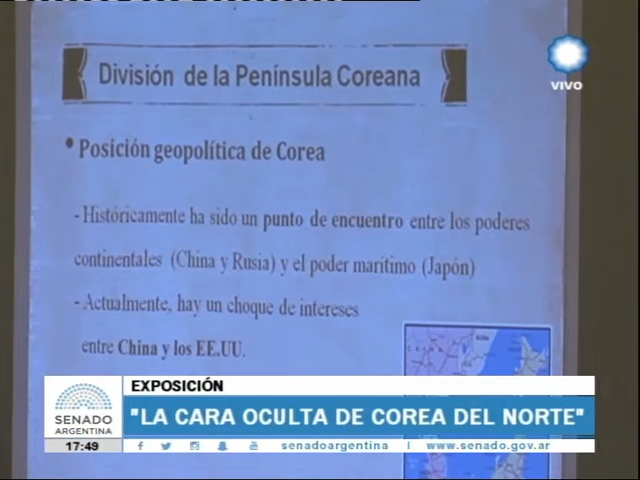 División de la Península Coreana
VIVO
• Posición geopolítica de Corea
- Históricamente ha sido un punto de encuentro entre los poderes
continentales (China y Rusia) y el poder marítimo (Japón)
- Actualmente, hay un choque de intereses
entre China y los EE.UU.
EXPOSICIÓN
"LA CARA OCULTA DE COREA DEL NORTE"
SENADO
ARGENTINA
17:49
senadoargentina | www.senado.gov.ar